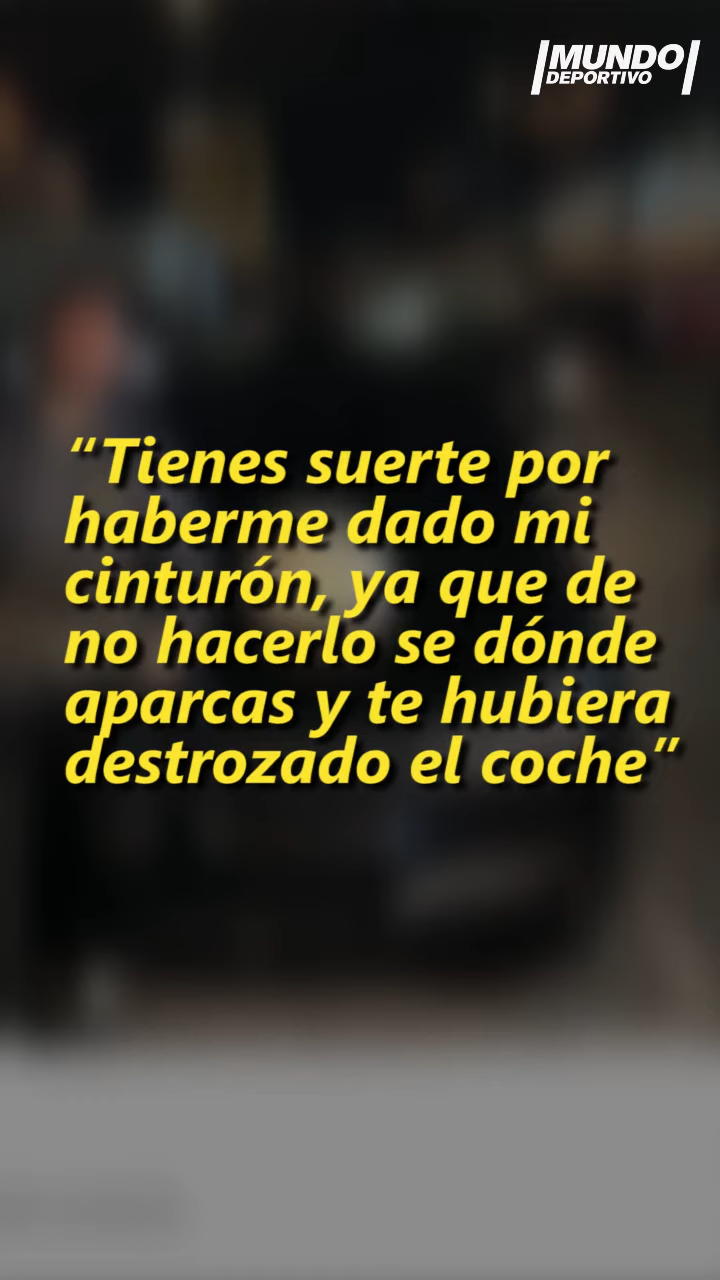 MUNDO
DEPORTIVO
“Tienes suerte por
haberme dado mi
cinturón, ya que de
no hacerlo se dónde
aparcas y te hubiera
destrozado el coche”